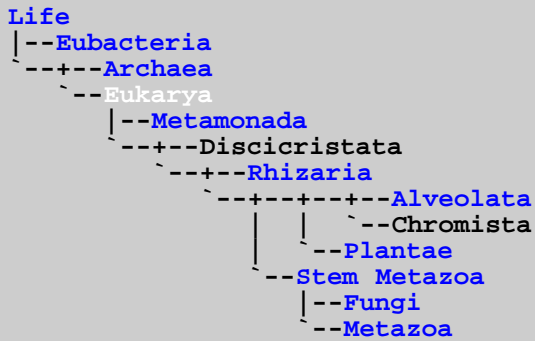 Life
|--Eubacteria
`--+--Archaea
   `--Eukarya
      |--Metamonada
      `--+--Discicristata
         `--+--Rhizaria
            `--+--+--+--Alveolata
               |  |  `--Chromista
               |  `--Plantae
               `--Stem Metazoa
                  |--Fungi
                  `--Metazoa